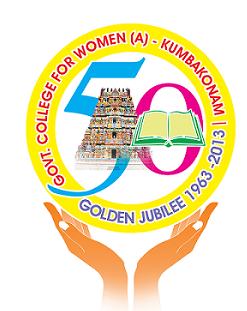 GOVT. COLLEGE FOR WOMEN (A) - KUMBAKONAM |
50
GOLDEN JUBILEE 1963 -2013 |